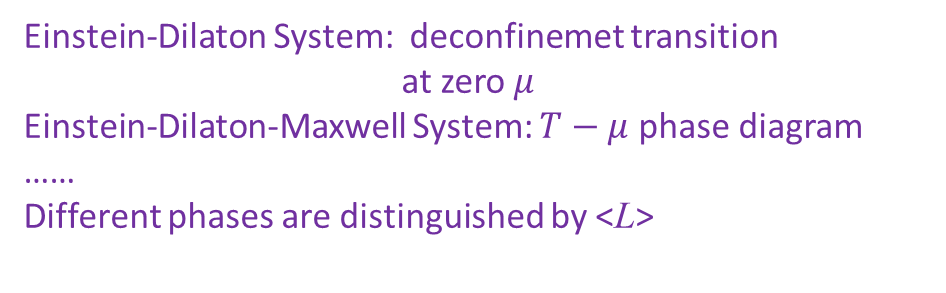 Einstein-Dilaton System: deconfinemet transition
at zero μ
Einstein-Dilaton-Maxwell System: T − μ phase diagram
......
Different phases are distinguished by <L>